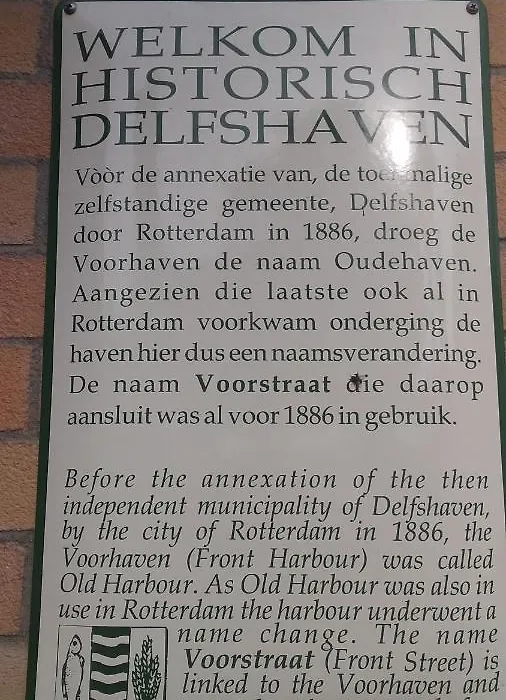 WELKOM IN
HISTORISCH
DELFSHAVEN
Vòòr de annexatie van, de toenmalige
zelfstandige gemeente, Delfshaven
door Rotterdam in 1886, droeg de
Voorhaven de naam Oudehaven.
Aangezien die laatste ook al in
Rotterdam voorkwam onderging de
haven hier dus een naamsverandering.
De naam Voorstraat die daarop
aansluit was al voor 1886 in gebruik.
Before the annexation of the then
independent municipality of Delfshaven,
by the city of Rotterdam in 1886, the
Voorhaven (Front Harbour) was called
Old Harbour. As Old Harbour was also in
use in Rotterdam the harbour underwent a
name change. The name
Voorstraat (Front Street) is
linked to the Voorhaven and